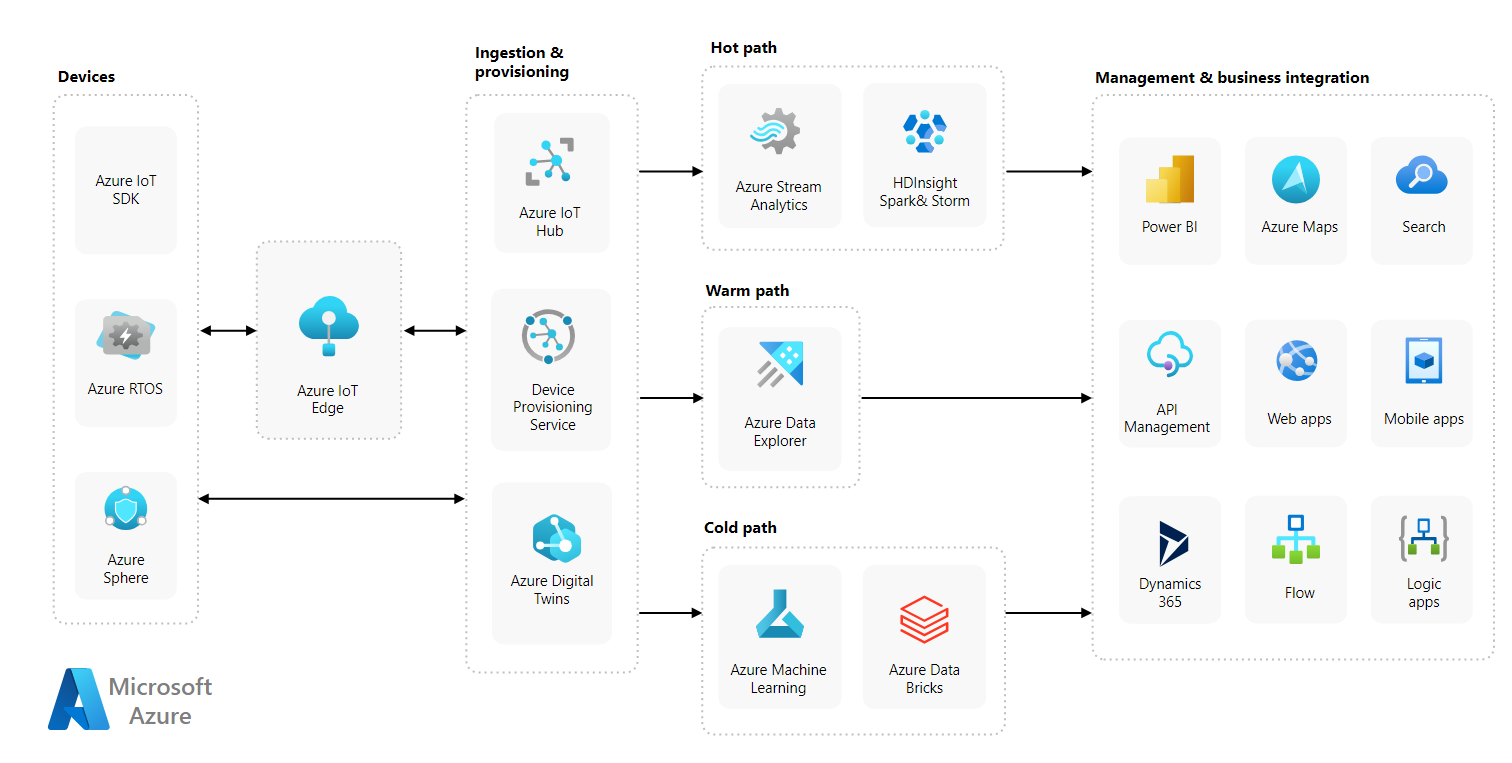 Devices
Azure IoT
SDK
Azure RTOS
Azure
Sphere
Azure IoT
Edge
Ingestion &
provisioning
Azure IoT
Hub
Device
Provisioning
Service
Azure Digital
Twins
Hot path
Azure Stream
Analytics
HDInsight
Spark& Storm
Warm path
Azure Data
Explorer
Cold path
Azure Machine
Learning
Azure Data
Bricks
Management & business integration
Power BI
Azure Maps
Search
API
Management
Web apps
Mobile apps
Dynamics
365
Flow
Logic
apps
Microsoft
Azure